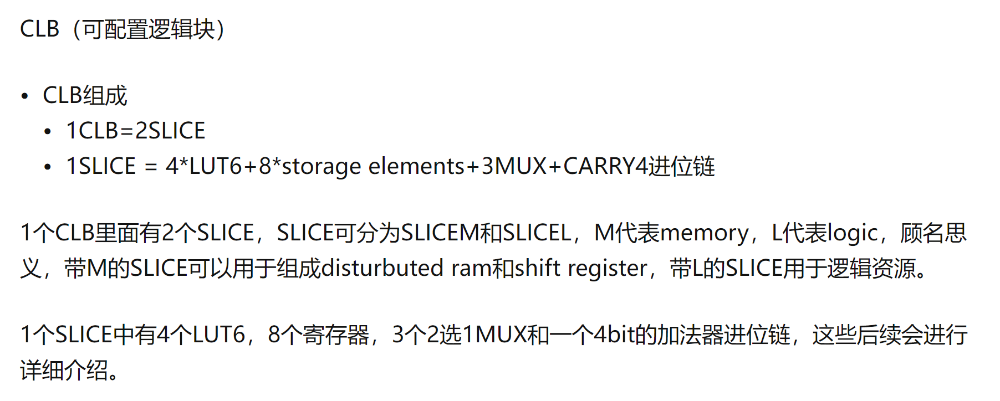 CLB（可配置逻辑块）
• CLB组成
• 1CLB=2SLICE
• 1SLICE = 4*LUT6+8*storage elements+3MUX+CARRY4进位链
1个CLB里面有2个SLICE，SLICE可分为SLICEM和SLICEL，M代表memory，L代表logic，顾名思
义，带M的SLICE可以用于组成disturbuted ram和shift register，带L的SLICE用于逻辑资源。
1个SLICE中有4个LUT6，8个寄存器，3个2选1MUX和一个4bit的加法器进位链，这些后续会进行
详细介绍。